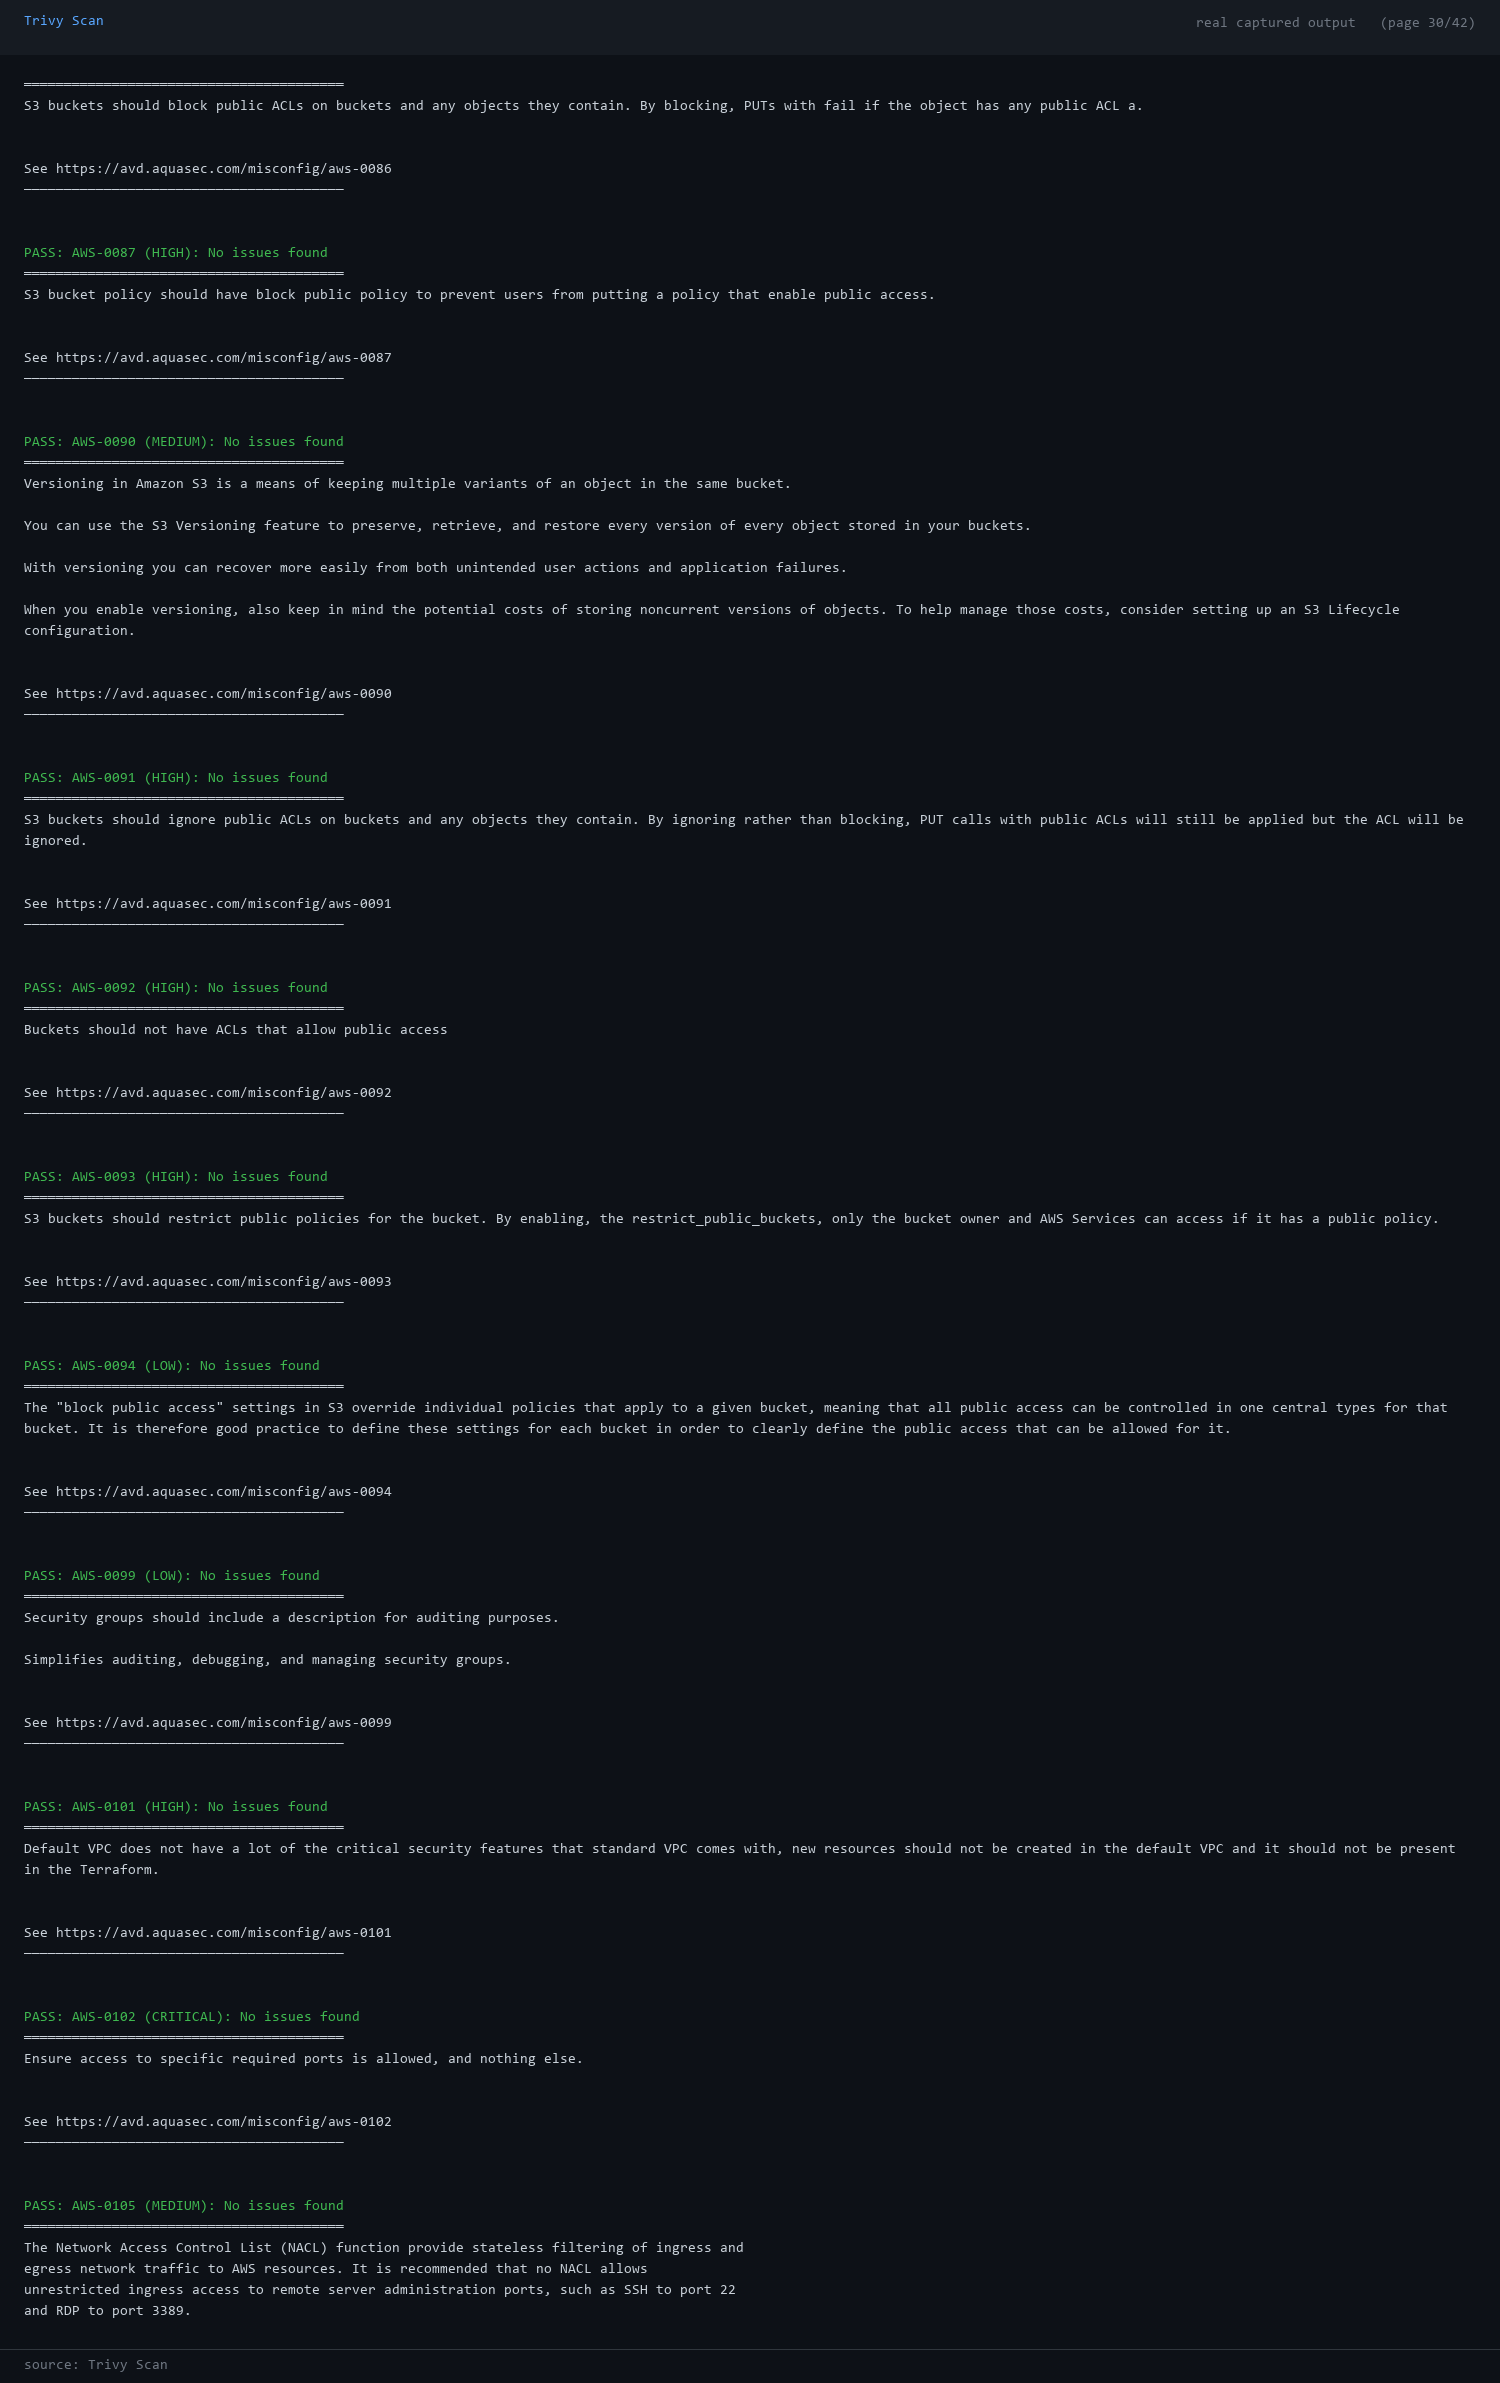 Trivy Scan
real captured output   (page 30/42)
════════════════════════════════════════
S3 buckets should block public ACLs on buckets and any objects they contain. By blocking, PUTs with fail if the object has any public ACL a.
See https://avd.aquasec.com/misconfig/aws-0086
────────────────────────────────────────
PASS: AWS-0087 (HIGH): No issues found
════════════════════════════════════════
S3 bucket policy should have block public policy to prevent users from putting a policy that enable public access.
See https://avd.aquasec.com/misconfig/aws-0087
────────────────────────────────────────
PASS: AWS-0090 (MEDIUM): No issues found
════════════════════════════════════════
Versioning in Amazon S3 is a means of keeping multiple variants of an object in the same bucket.
You can use the S3 Versioning feature to preserve, retrieve, and restore every version of every object stored in your buckets.
With versioning you can recover more easily from both unintended user actions and application failures.
When you enable versioning, also keep in mind the potential costs of storing noncurrent versions of objects. To help manage those costs, consider setting up an S3 Lifecycle
configuration.
See https://avd.aquasec.com/misconfig/aws-0090
────────────────────────────────────────
PASS: AWS-0091 (HIGH): No issues found
════════════════════════════════════════
S3 buckets should ignore public ACLs on buckets and any objects they contain. By ignoring rather than blocking, PUT calls with public ACLs will still be applied but the ACL will be
ignored.
See https://avd.aquasec.com/misconfig/aws-0091
────────────────────────────────────────
PASS: AWS-0092 (HIGH): No issues found
════════════════════════════════════════
Buckets should not have ACLs that allow public access
See https://avd.aquasec.com/misconfig/aws-0092
────────────────────────────────────────
PASS: AWS-0093 (HIGH): No issues found
════════════════════════════════════════
S3 buckets should restrict public policies for the bucket. By enabling, the restrict_public_buckets, only the bucket owner and AWS Services can access if it has a public policy.
See https://avd.aquasec.com/misconfig/aws-0093
────────────────────────────────────────
PASS: AWS-0094 (LOW): No issues found
════════════════════════════════════════
The "block public access" settings in S3 override individual policies that apply to a given bucket, meaning that all public access can be controlled in one central types for that
bucket. It is therefore good practice to define these settings for each bucket in order to clearly define the public access that can be allowed for it.
See https://avd.aquasec.com/misconfig/aws-0094
────────────────────────────────────────
PASS: AWS-0099 (LOW): No issues found
════════════════════════════════════════
Security groups should include a description for auditing purposes.
Simplifies auditing, debugging, and managing security groups.
See https://avd.aquasec.com/misconfig/aws-0099
────────────────────────────────────────
PASS: AWS-0101 (HIGH): No issues found
════════════════════════════════════════
Default VPC does not have a lot of the critical security features that standard VPC comes with, new resources should not be created in the default VPC and it should not be present
in the Terraform.
See https://avd.aquasec.com/misconfig/aws-0101
────────────────────────────────────────
PASS: AWS-0102 (CRITICAL): No issues found
════════════════════════════════════════
Ensure access to specific required ports is allowed, and nothing else.
See https://avd.aquasec.com/misconfig/aws-0102
────────────────────────────────────────
PASS: AWS-0105 (MEDIUM): No issues found
════════════════════════════════════════
The Network Access Control List (NACL) function provide stateless filtering of ingress and
egress network traffic to AWS resources. It is recommended that no NACL allows
unrestricted ingress access to remote server administration ports, such as SSH to port 22
and RDP to port 3389.
source: Trivy Scan